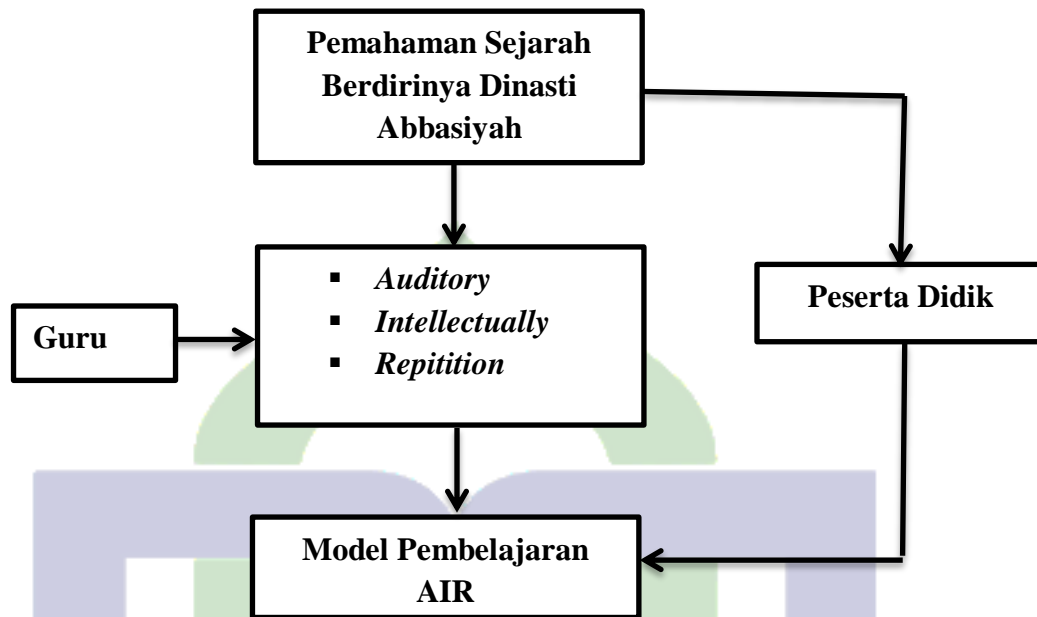 Pemahaman Sejarah
Berdirinya Dinasti
Abbasiyah
▪ Auditory
▪ Intellectually
▪ Repitition
Guru
Peserta Didik
Model Pembelajaran
AIR